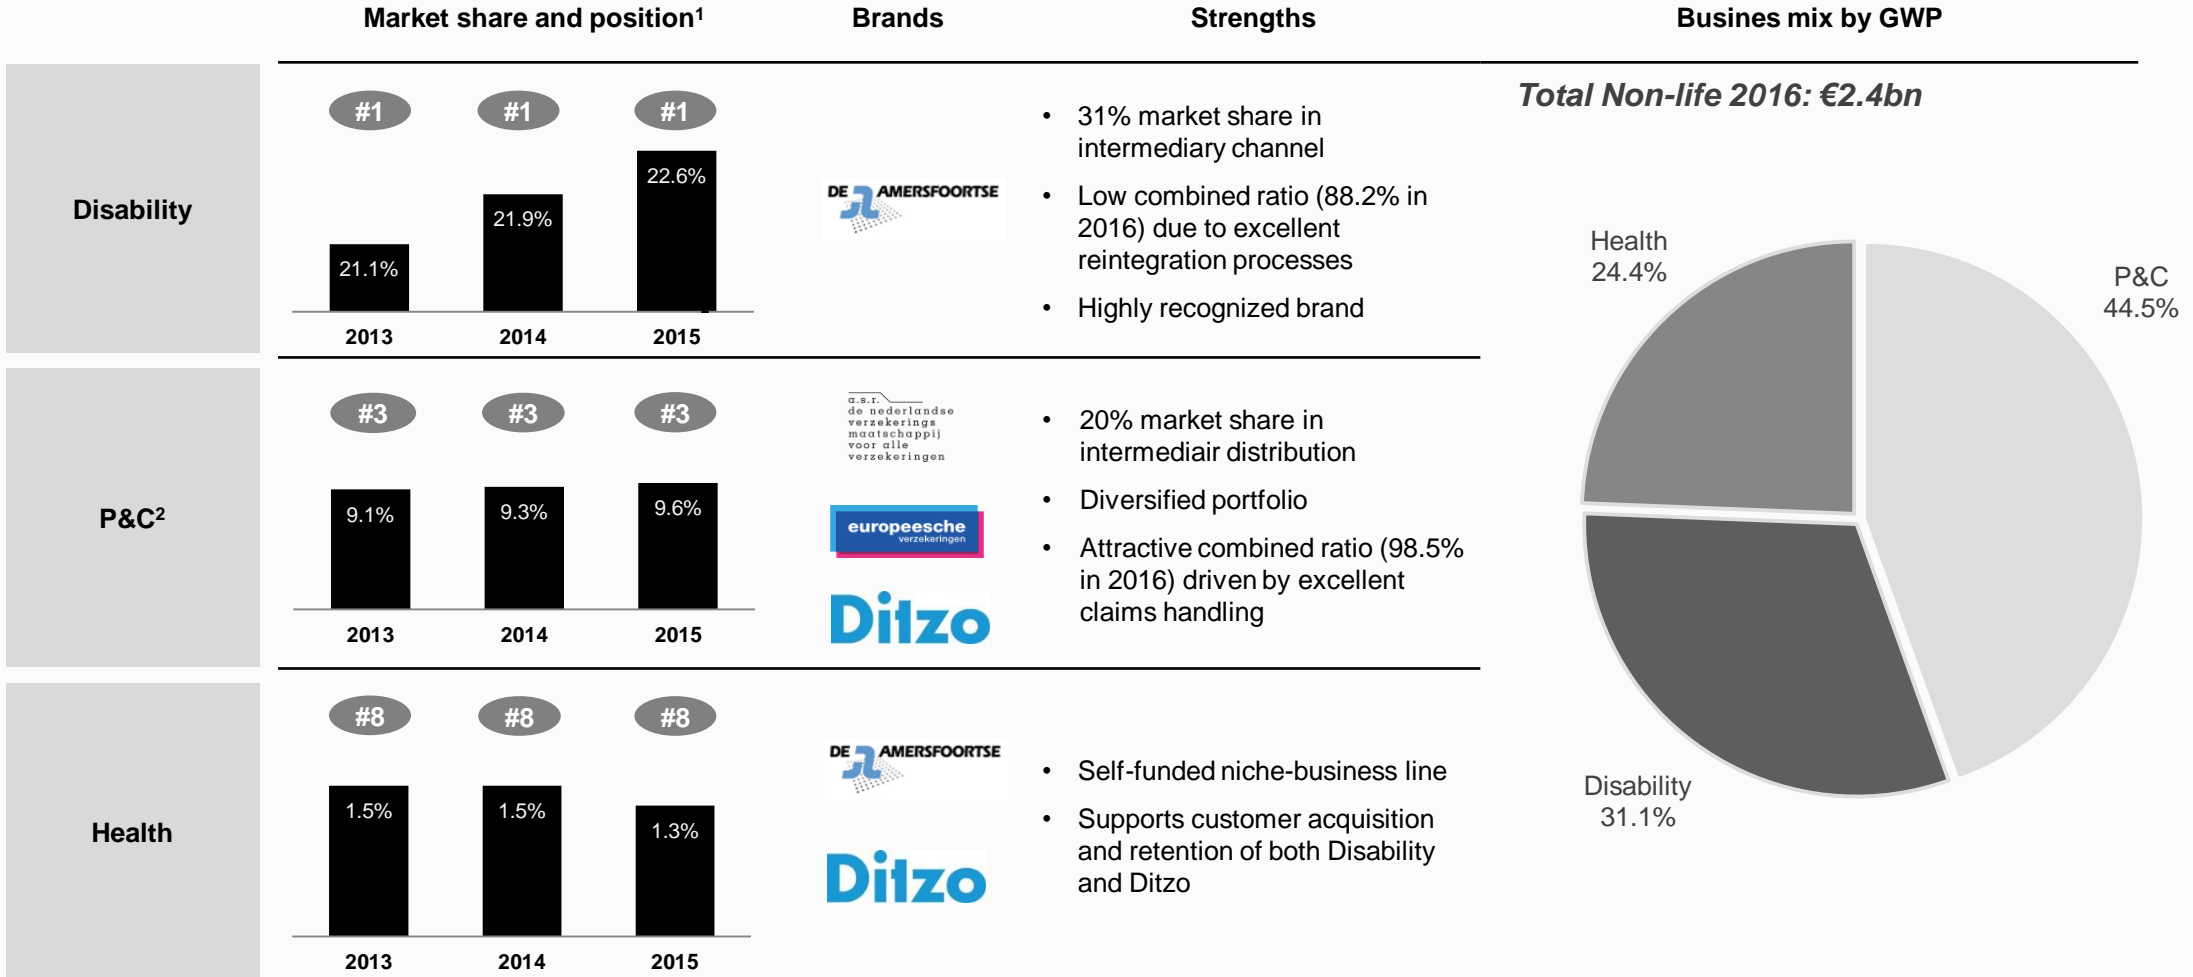 Market share and position¹
Brands
Strengths
Busines mix by GWP
Disability
#1
#1
#1
21.1%
21.9%
22.6%
2013
2014
2015
DE AMERSFOORTSE
• 31% market share in
intermediary channel
• Low combined ratio (88.2% in
2016) due to excellent
reintegration processes
• Highly recognized brand
P&C²
#3
#3
#3
9.1%
9.3%
9.6%
2013
2014
2015
a.s.r.
de nederlandse
verzekerings
maatschappij
voor alle
verzekeringen
europeesche
verzekeringen
Ditzo
• 20% market share in
intermediair distribution
• Diversified portfolio
• Attractive combined ratio (98.5%
in 2016) driven by excellent
claims handling
Health
#8
#8
#8
1.5%
1.5%
1.3%
2013
2014
2015
DE AMERSFOORTSE
Ditzo
• Self-funded niche-business line
• Supports customer acquisition
and retention of both Disability
and Ditzo
Total Non-life 2016: €2.4bn
Health
24.4%
P&C
44.5%
Disability
31.1%